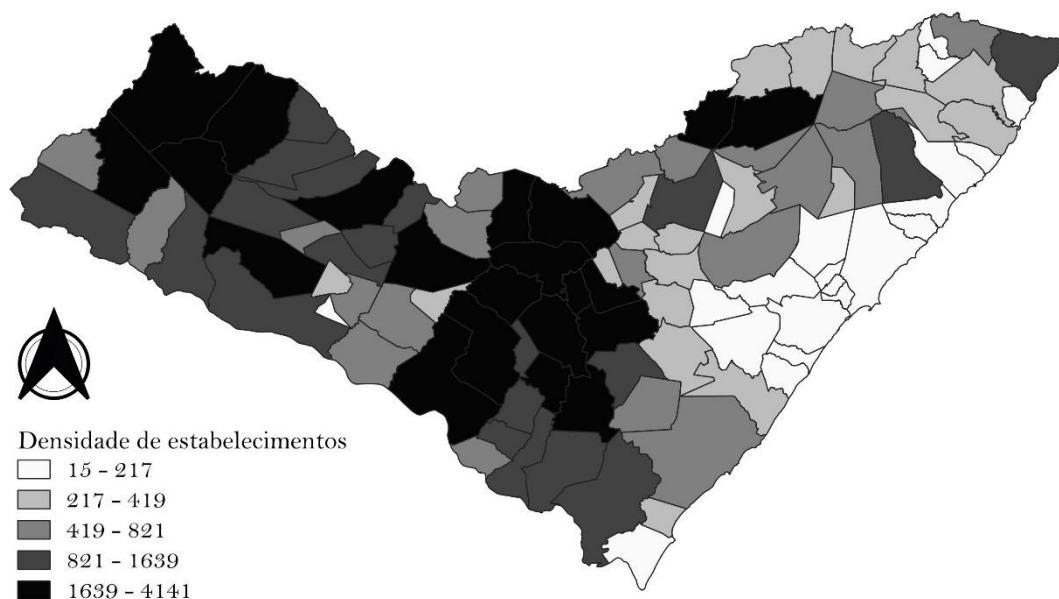 Densidade de estabelecimentos
15 - 217
217 - 419
419 - 821
821 - 1639
1639 - 4141